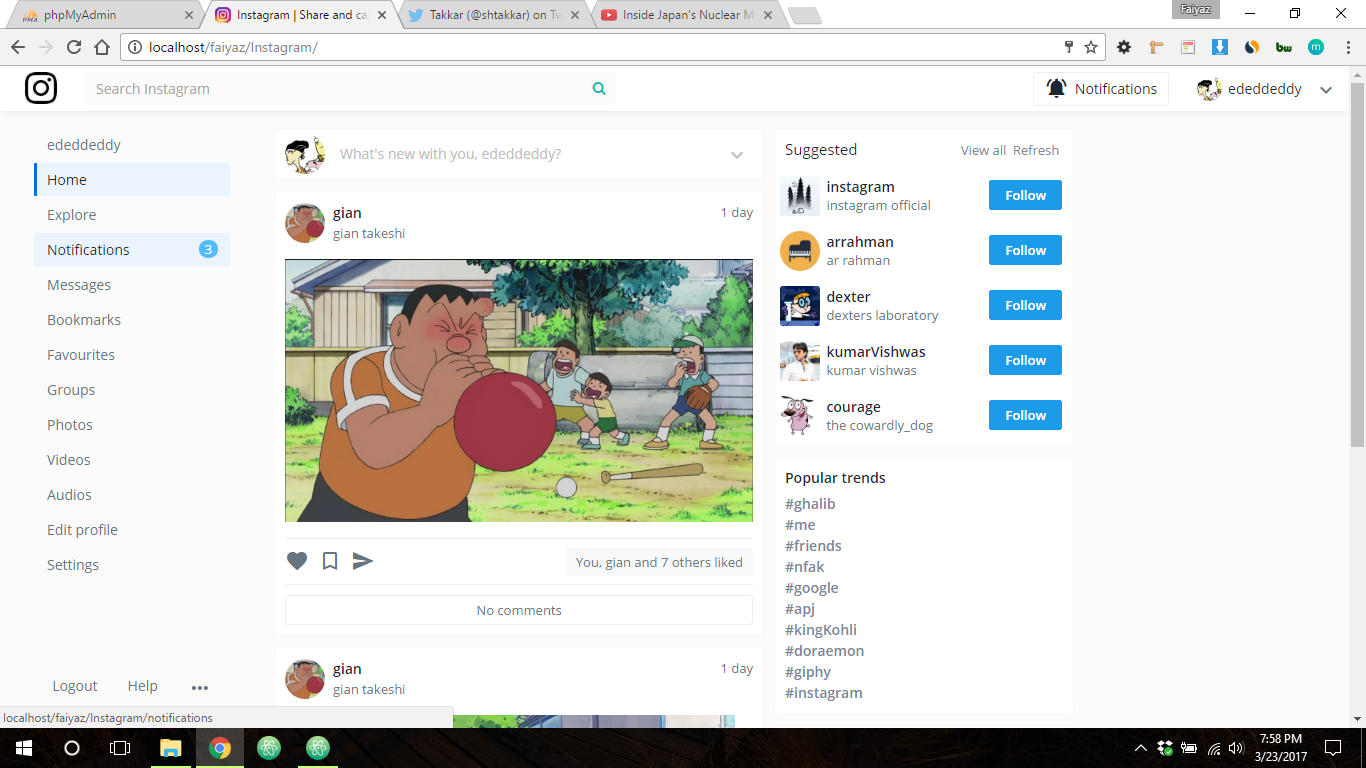 phpMyAdmin
Instagram | Share and ca
Takkar (@shtakkar) on Tw
Inside Japan's Nuclear M
Faiyaz
localhost/faiyaz/Instagram/
bw
m
Search Instagram
Notifications
ededdeddy
ededdeddy
Home
Explore
Notifications 3
Messages
Bookmarks
Favourites
Groups
Photos
Videos
Audios
Edit profile
Settings
Logout Help
localhost/faiyaz/Instagram/notifications
What's new with you, ededdeddy?
gian 1 day
gian takeshi
You, gian and 7 others liked
No comments
gian 1 day
gian takeshi
Suggested View all Refresh
instagram
instagram official
Follow
arrahman
ar rahman
Follow
dexter
dexters laboratory
Follow
kumarVishwas
kumar vishwas
Follow
courage
the cowardly_dog
Follow
Popular trends
#ghalib
#me
#friends
#nfak
#google
#apj
#kingKohli
#doraemon
#giphy
#instagram
7:58 PM
3/23/2017